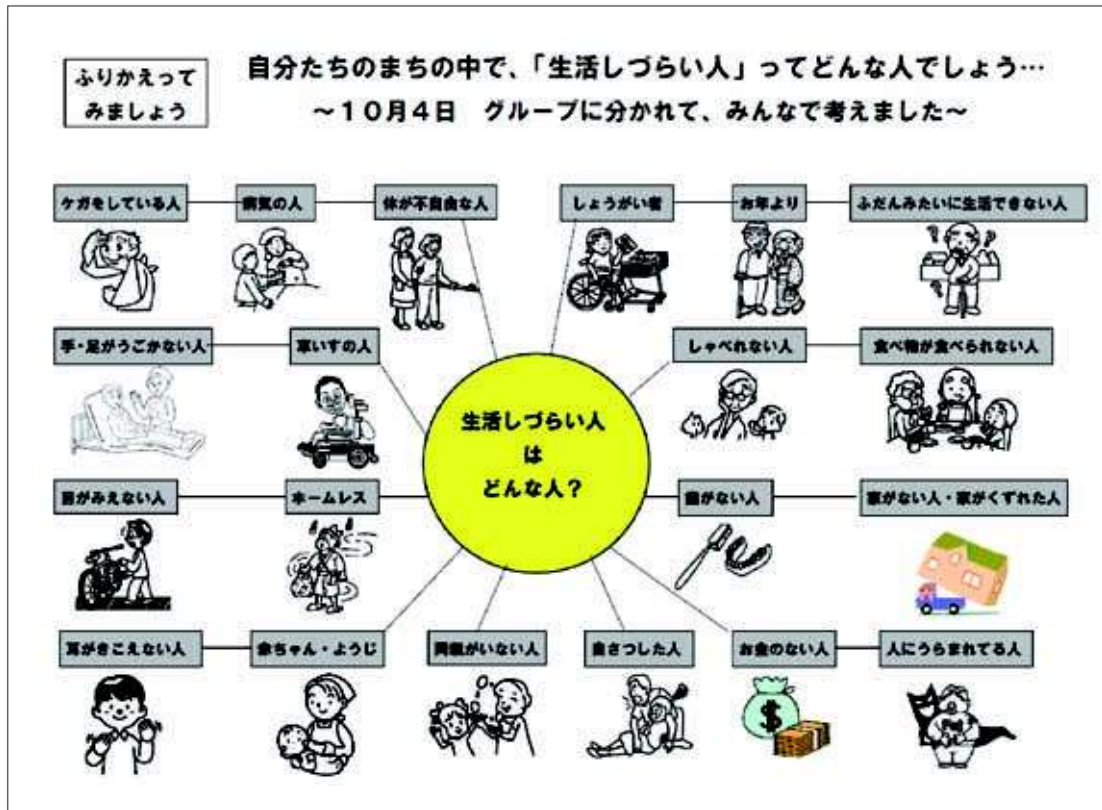 ふりかえって
みましょう
自分たちのまちの中で、「生活しづらい人」ってどんな人でしょう…
～１０月４日　グループに分かれて、みんなで考えました～
ケガをしている人
病気の人
体が不自由な人
しょうがい者
お年より
ふだんみたいに生活できない人
手・足がうごかない人
車いすの人
しゃべれない人
食べ物が食べられない人
生活しづらい人
は
どんな人？
目がみえない人
ホームレス
歯がない人
家がない人・家がくずれた人
耳がきこえない人
赤ちゃん・ようじ
両親がいない人
自さつした人
お金のない人
人にうらまれてる人